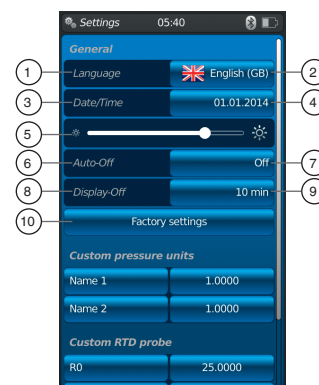 Settings 05:40
General
1 Language English (GB) 2
3 Date/Time 01.01.2014 4
5
6 Auto-Off Off 7
8 Display-Off 10 min 9
10 Factory settings
Custom pressure units
Name 1 1.0000
Name 2 1.0000
Custom RTD probe
R0 25.0000